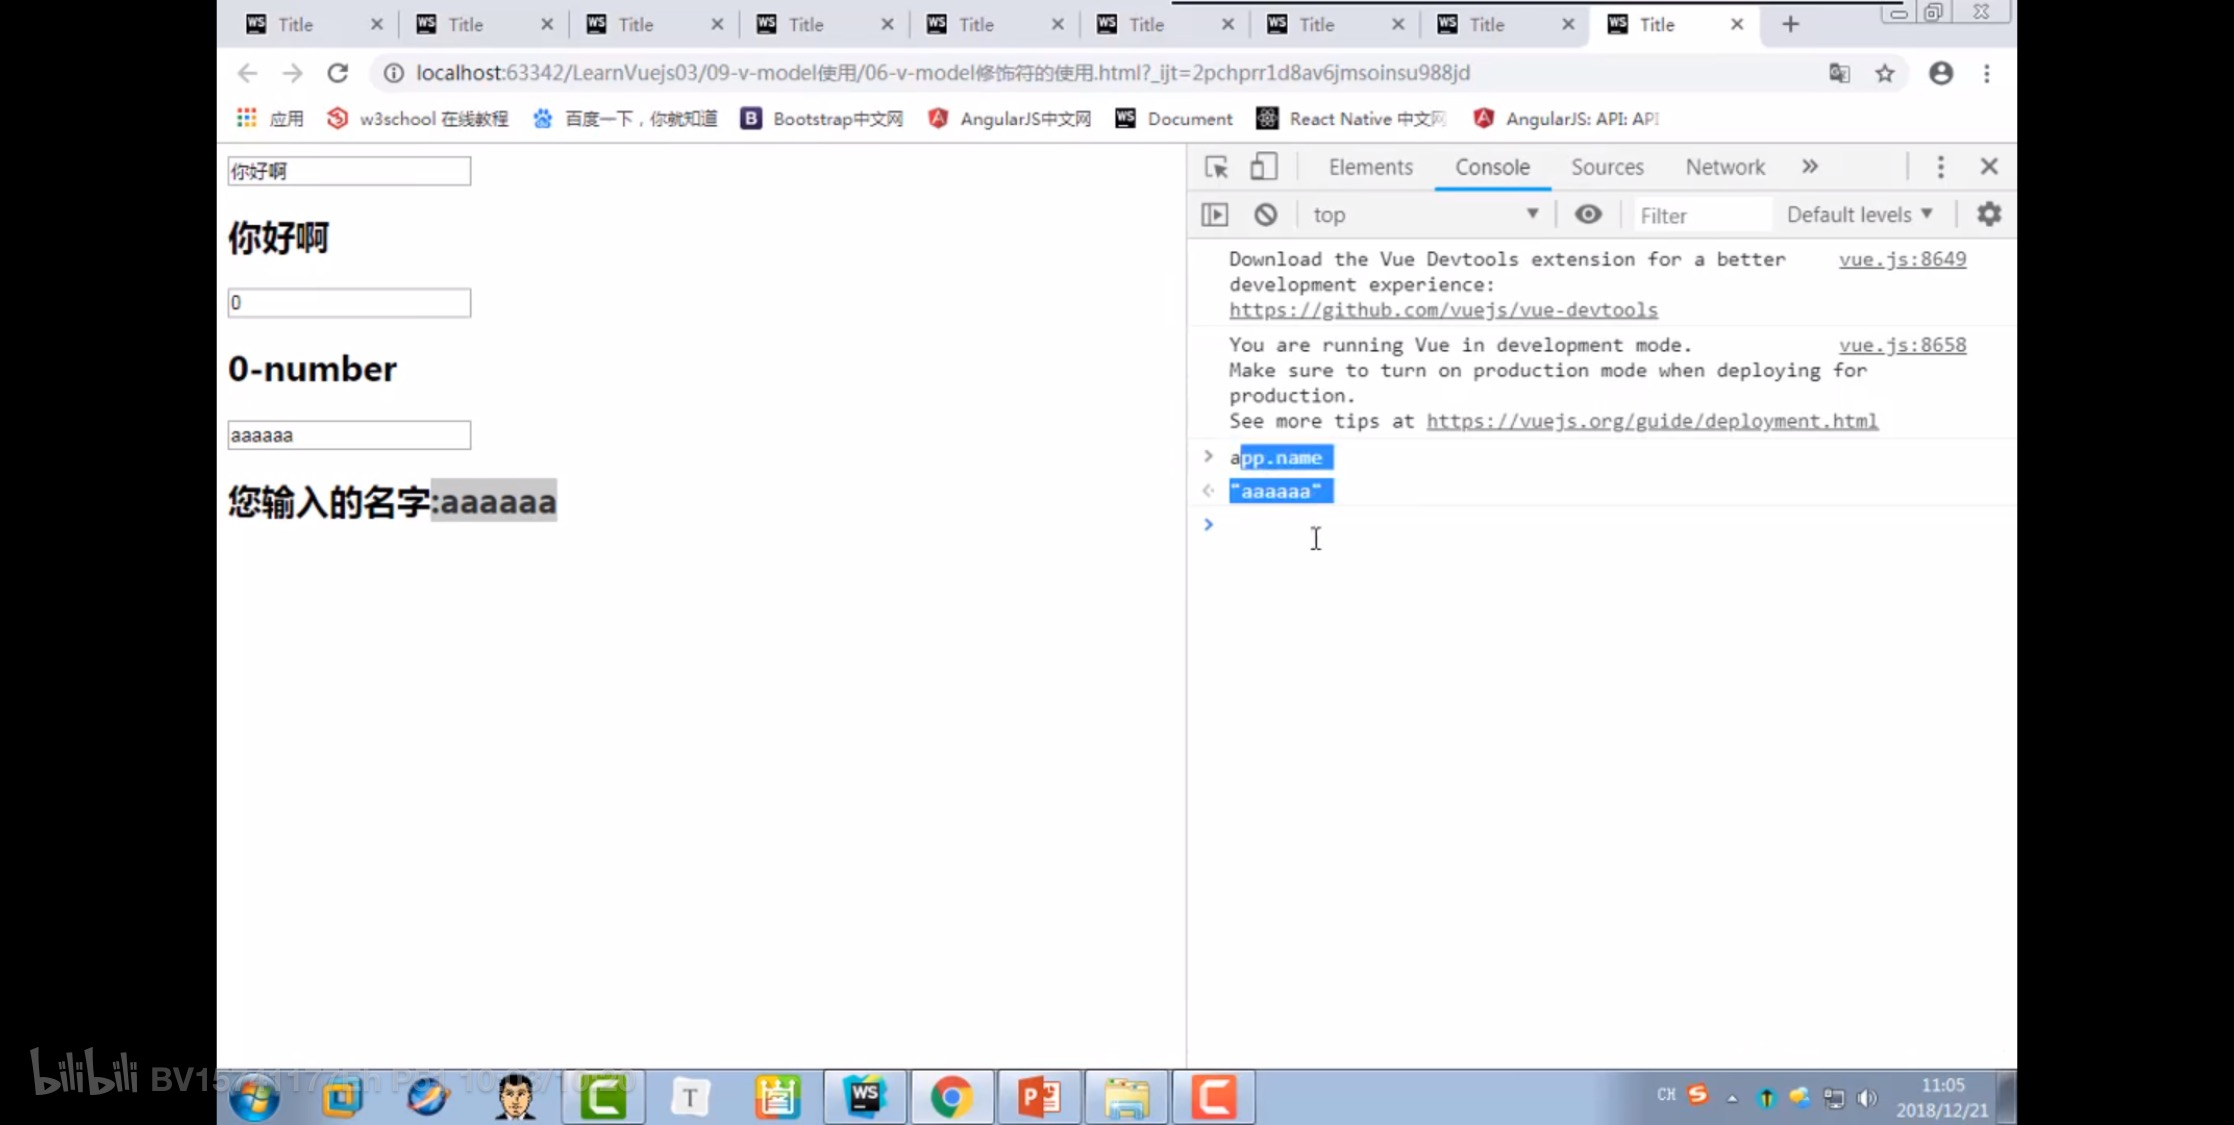 Title Title Title Title Title Title Title Title Title
localhost:63342/LearnVuejs03/09-v-model使用/06-v-model修饰符的使用.html?_ijt=2pchprr1d8av6jmsoinsu988jd
应用 w3school 在线教程 百度一下，你就知道 Bootstrap中文网 AngularJS中文网 Document React Native 中文网 AngularJS: API: API
你好啊
你好啊
0
0-number
aaaaaa
您输入的名字:aaaaaa
Elements Console Sources Network
top Filter Default levels
Download the Vue Devtools extension for a better vue.js:8649
development experience:
https://github.com/vuejs/vue-devtools
You are running Vue in development mode. vue.js:8658
Make sure to turn on production mode when deploying for
production.
See more tips at https://vuejs.org/guide/deployment.html
app.name
"aaaaaa"
bilibili
CH 11:05
2018/12/21